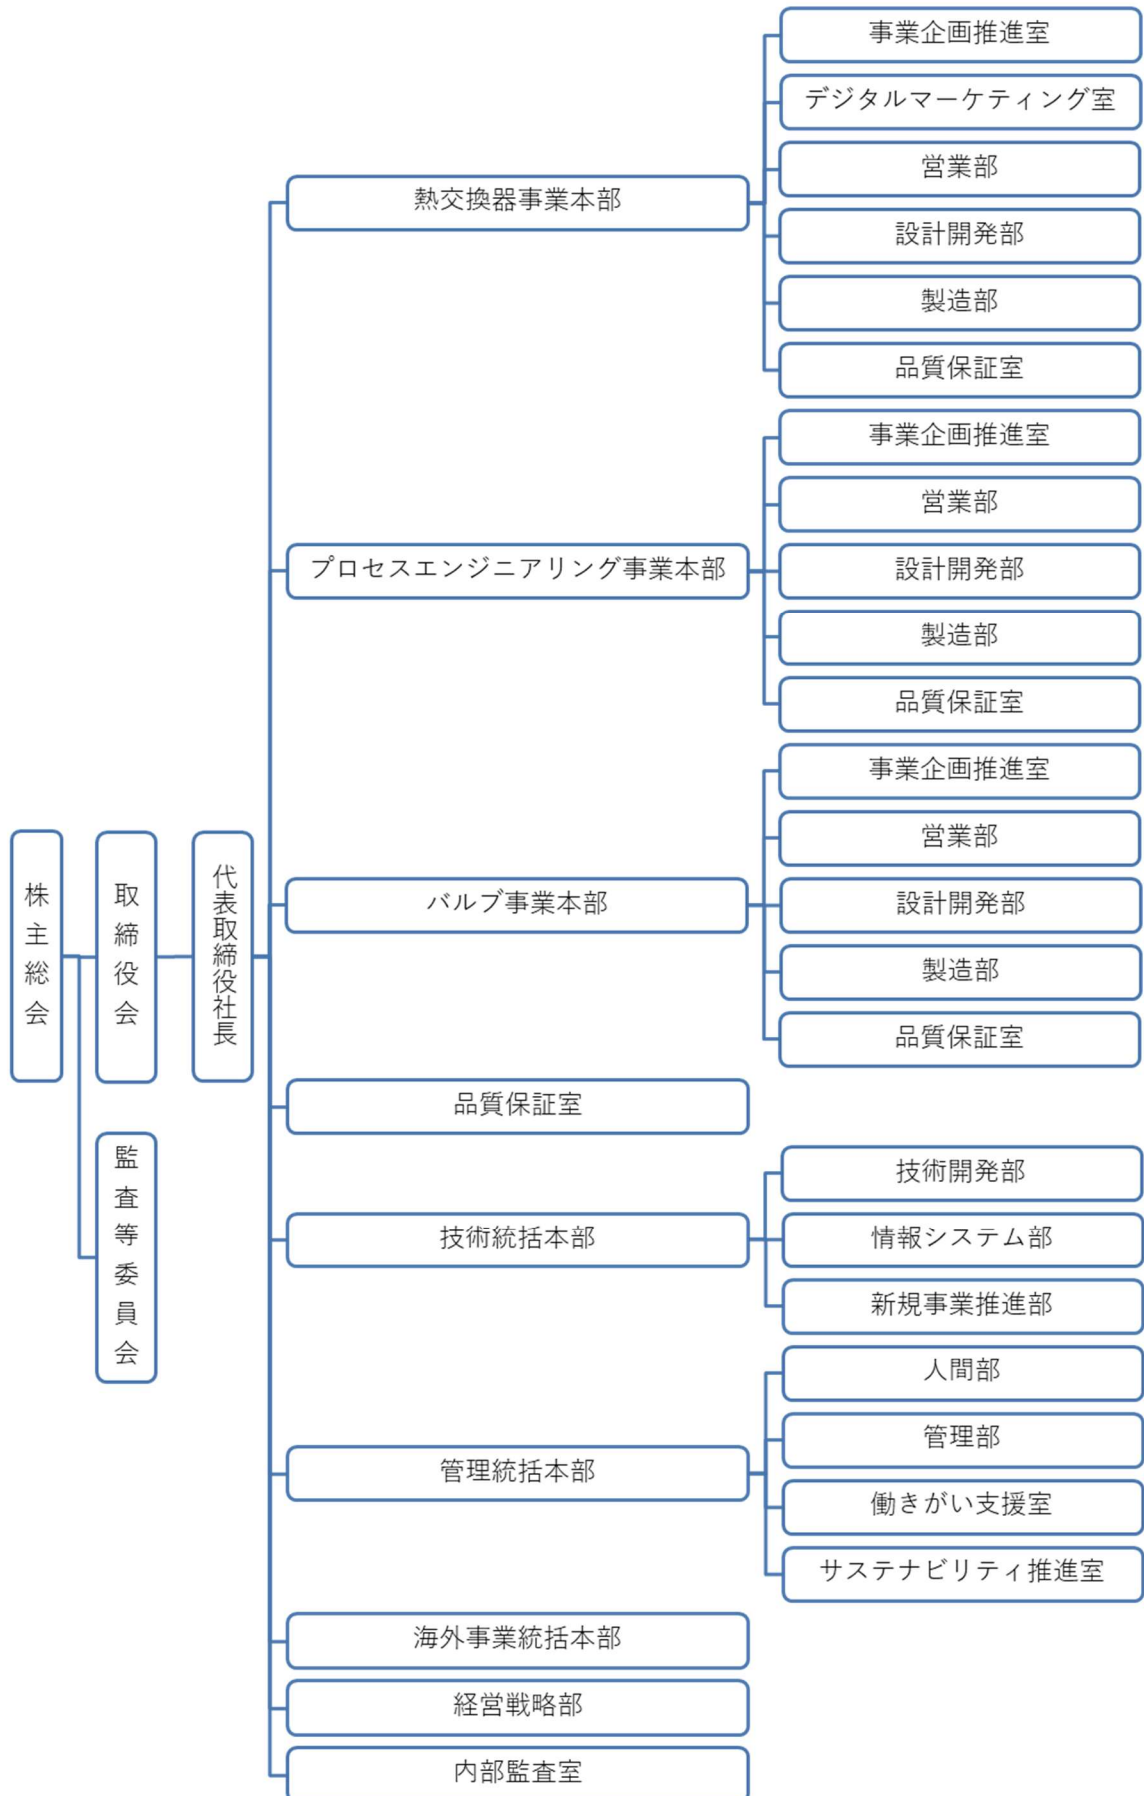 株主総会
取締役会
監査等委員会
代表取締役社長
熱交換器事業本部
事業企画推進室
デジタルマーケティング室
営業部
設計開発部
製造部
品質保証室
プロセスエンジニアリング事業本部
事業企画推進室
営業部
設計開発部
製造部
品質保証室
バルブ事業本部
事業企画推進室
営業部
設計開発部
製造部
品質保証室
品質保証室
技術統括本部
技術開発部
情報システム部
新規事業推進部
管理統括本部
人間部
管理部
働きがい支援室
サステナビリティ推進室
海外事業統括本部
経営戦略部
内部監査室